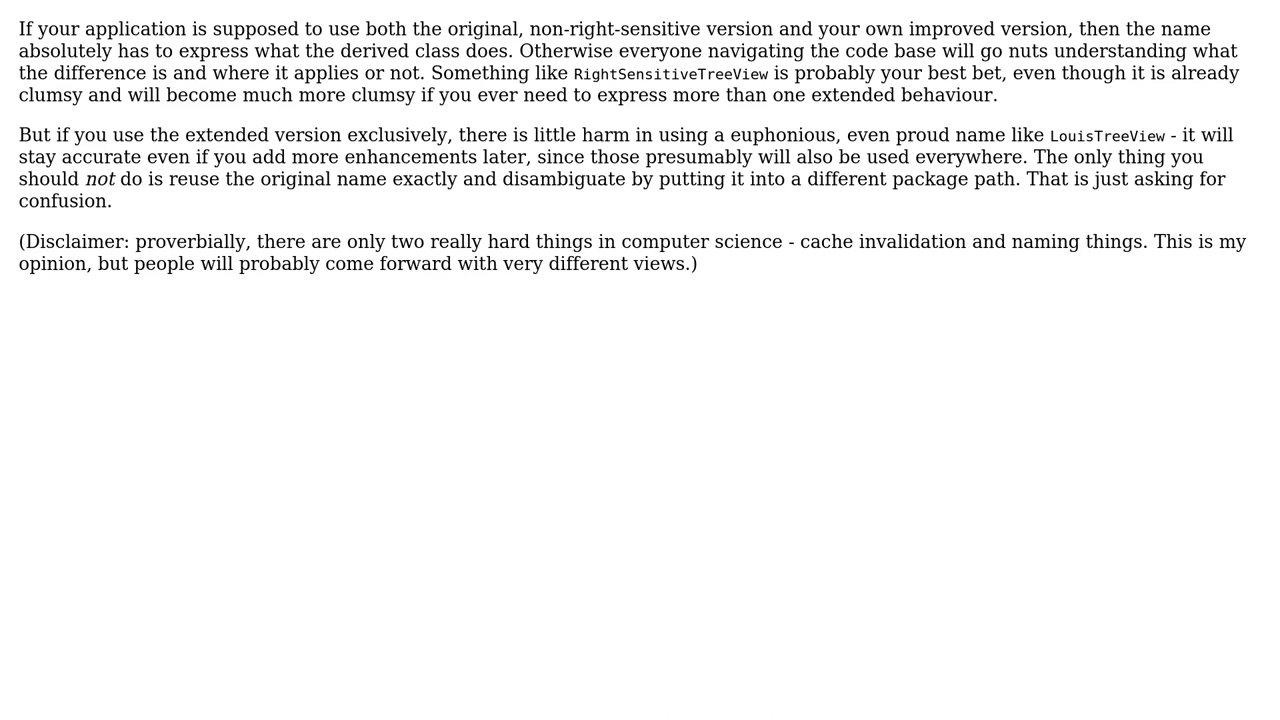 If your application is supposed to use both the original, non-right-sensitive version and your own improved version, then the name
absolutely has to express what the derived class does. Otherwise everyone navigating the code base will go nuts understanding what
the difference is and where it applies or not. Something like RightSensitiveTreeView is probably your best bet, even though it is already
clumsy and will become much more clumsy if you ever need to express more than one extended behaviour.
But if you use the extended version exclusively, there is little harm in using a euphonious, even proud name like LouisTreeView - it will
stay accurate even if you add more enhancements later, since those presumably will also be used everywhere. The only thing you
should not do is reuse the original name exactly and disambiguate by putting it into a different package path. That is just asking for
confusion.
(Disclaimer: proverbially, there are only two really hard things in computer science - cache invalidation and naming things. This is my
opinion, but people will probably come forward with very different views.)